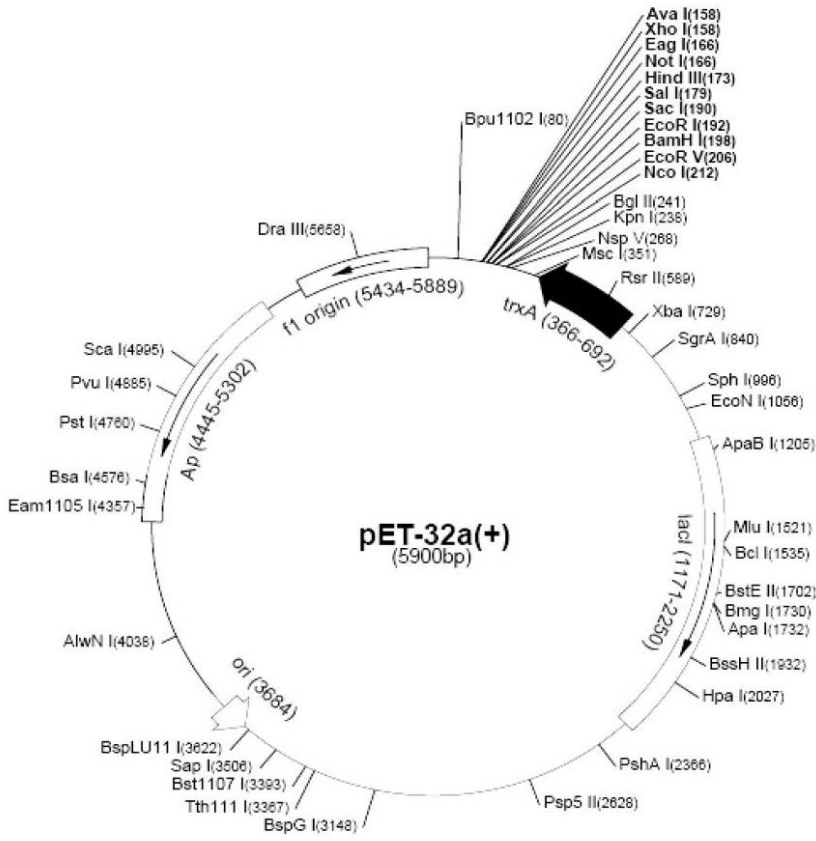 Ava I(158)
Xho I(158)
Eag I(166)
Not I(166)
Hind III(173)
Sal I(179)
Sac I(190)
EcoR I(192)
BamH I(198)
EcoR V(206)
Nco I(212)
Bpu1102 I(80)
Bgl II(241)
Kpn I(238)
Nsp V(268)
Msc I(351)
Rsr II(589)
Dra III(5658)
f1 origin (5434-5889)
trxA (366-692)
Xba I(729)
SgrA I(840)
Sph I(996)
EcoN I(1056)
ApaB I(1205)
Sca I(4995)
Pvu I(4885)
Pst I(4760)
Bsa I(4576)
Eam1105 I(4357)
Ap (4445-5302)
pET-32a(+)
(5900bp)
lacI (1171-2250)
Mlu I(1521)
Bcl I(1535)
BstE II(1702)
Bmg I(1730)
Apa I(1732)
BssH II(1932)
Hpa I(2027)
AlwN I(4038)
ori (3684)
BspLU11 I(3622)
Sap I(3506)
Bst1107 I(3393)
Tth111 I(3367)
BspG I(3148)
PshA I(2366)
Psp5 II(2628)